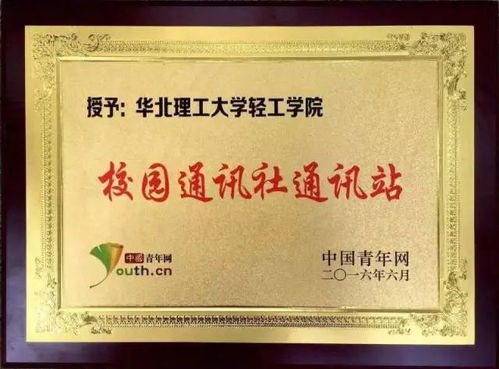 授予：华北理工大学轻工学院
校园通讯社通讯站
中国青年网
Youth.cn
中国青年网
二〇一六年六月